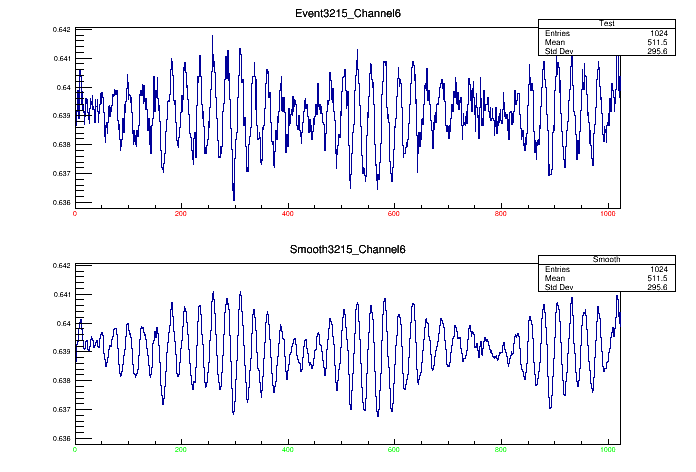 Event3215_Channel6
Test
Entries 1024
Mean 511.5
Std Dev 295.6
0.642
0.641
0.64
0.639
0.638
0.637
0.636
0 200 400 600 800 1000
Smooth3215_Channel6
Smooth
Entries 1024
Mean 511.5
Std Dev 295.6
0.642
0.641
0.64
0.639
0.638
0.637
0.636
0 200 400 600 800 1000